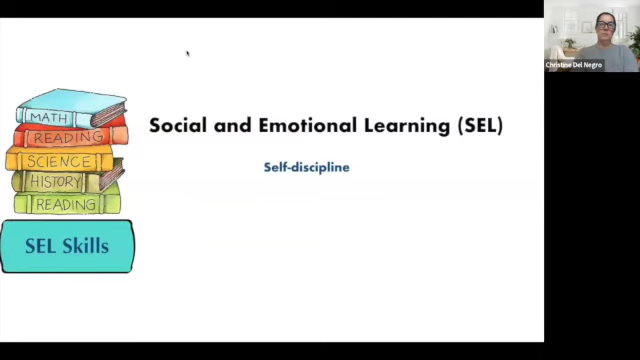 Social and Emotional Learning (SEL)
Self-discipline
MATH
READING
SCIENCE
HISTORY
READING
SEL Skills
Christine Del Negro